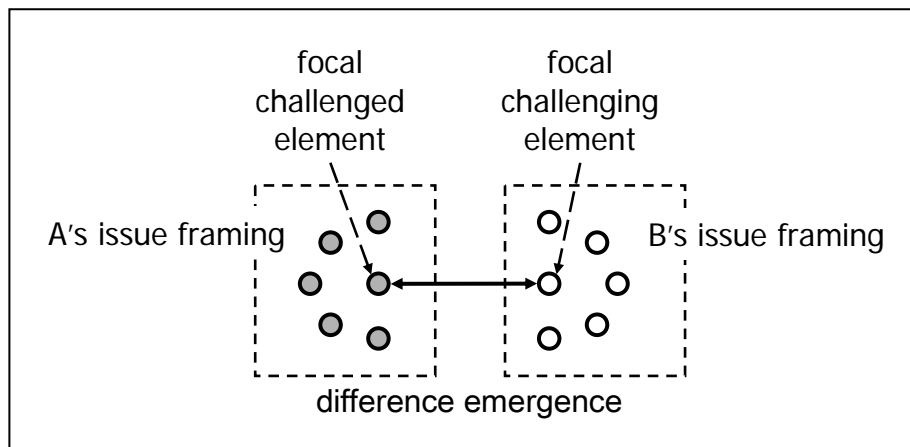 focal
challenged
element
focal
challenging
element
A's issue framing
B's issue framing
difference emergence